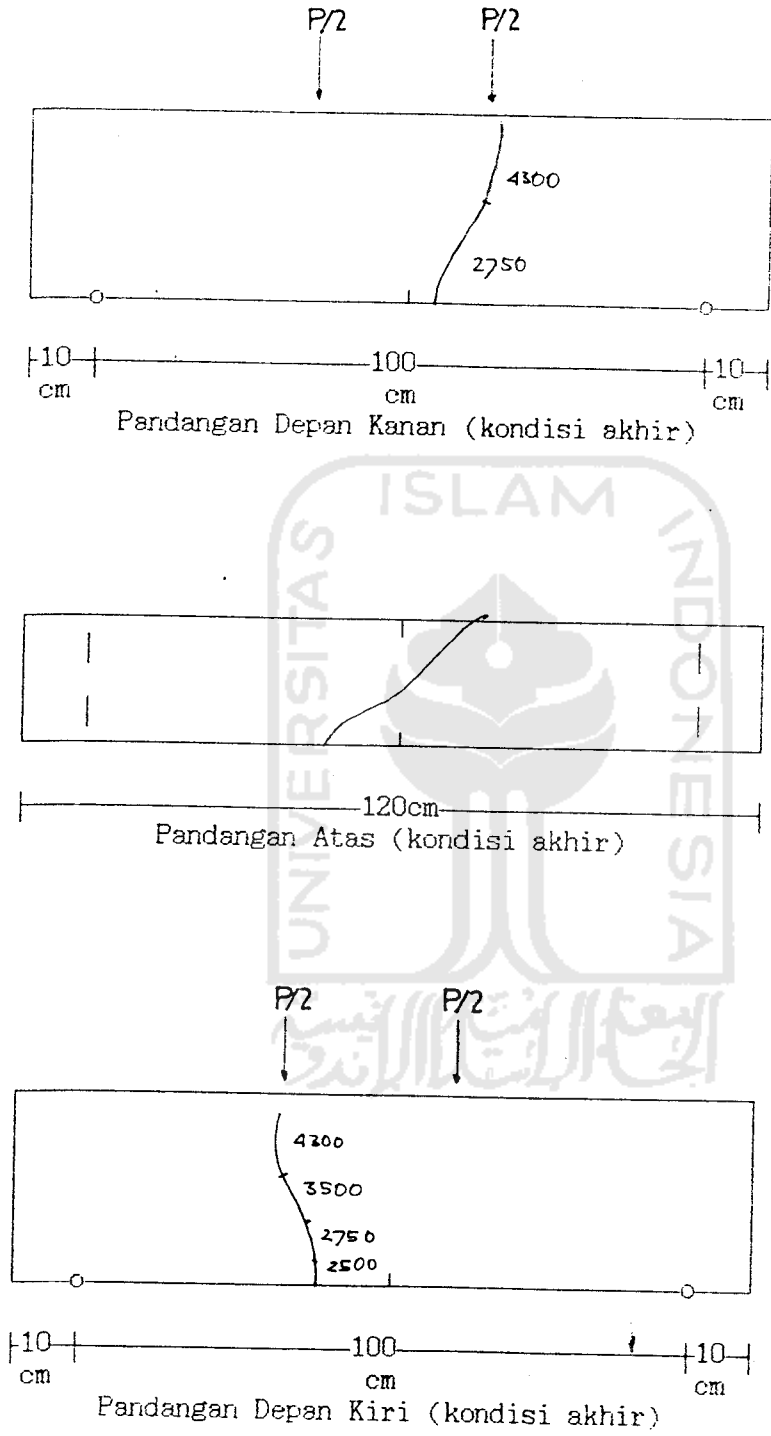 P/2 P/2
4300
2750
10 cm 100 cm 10 cm
Pandangan Depan Kanan (kondisi akhir)
UNIVERSITAS ISLAM INDONESIA
120cm
Pandangan Atas (kondisi akhir)
P/2 P/2
4300
3500
2750
2500
10 cm 100 cm 10 cm
Pandangan Depan Kiri (kondisi akhir)